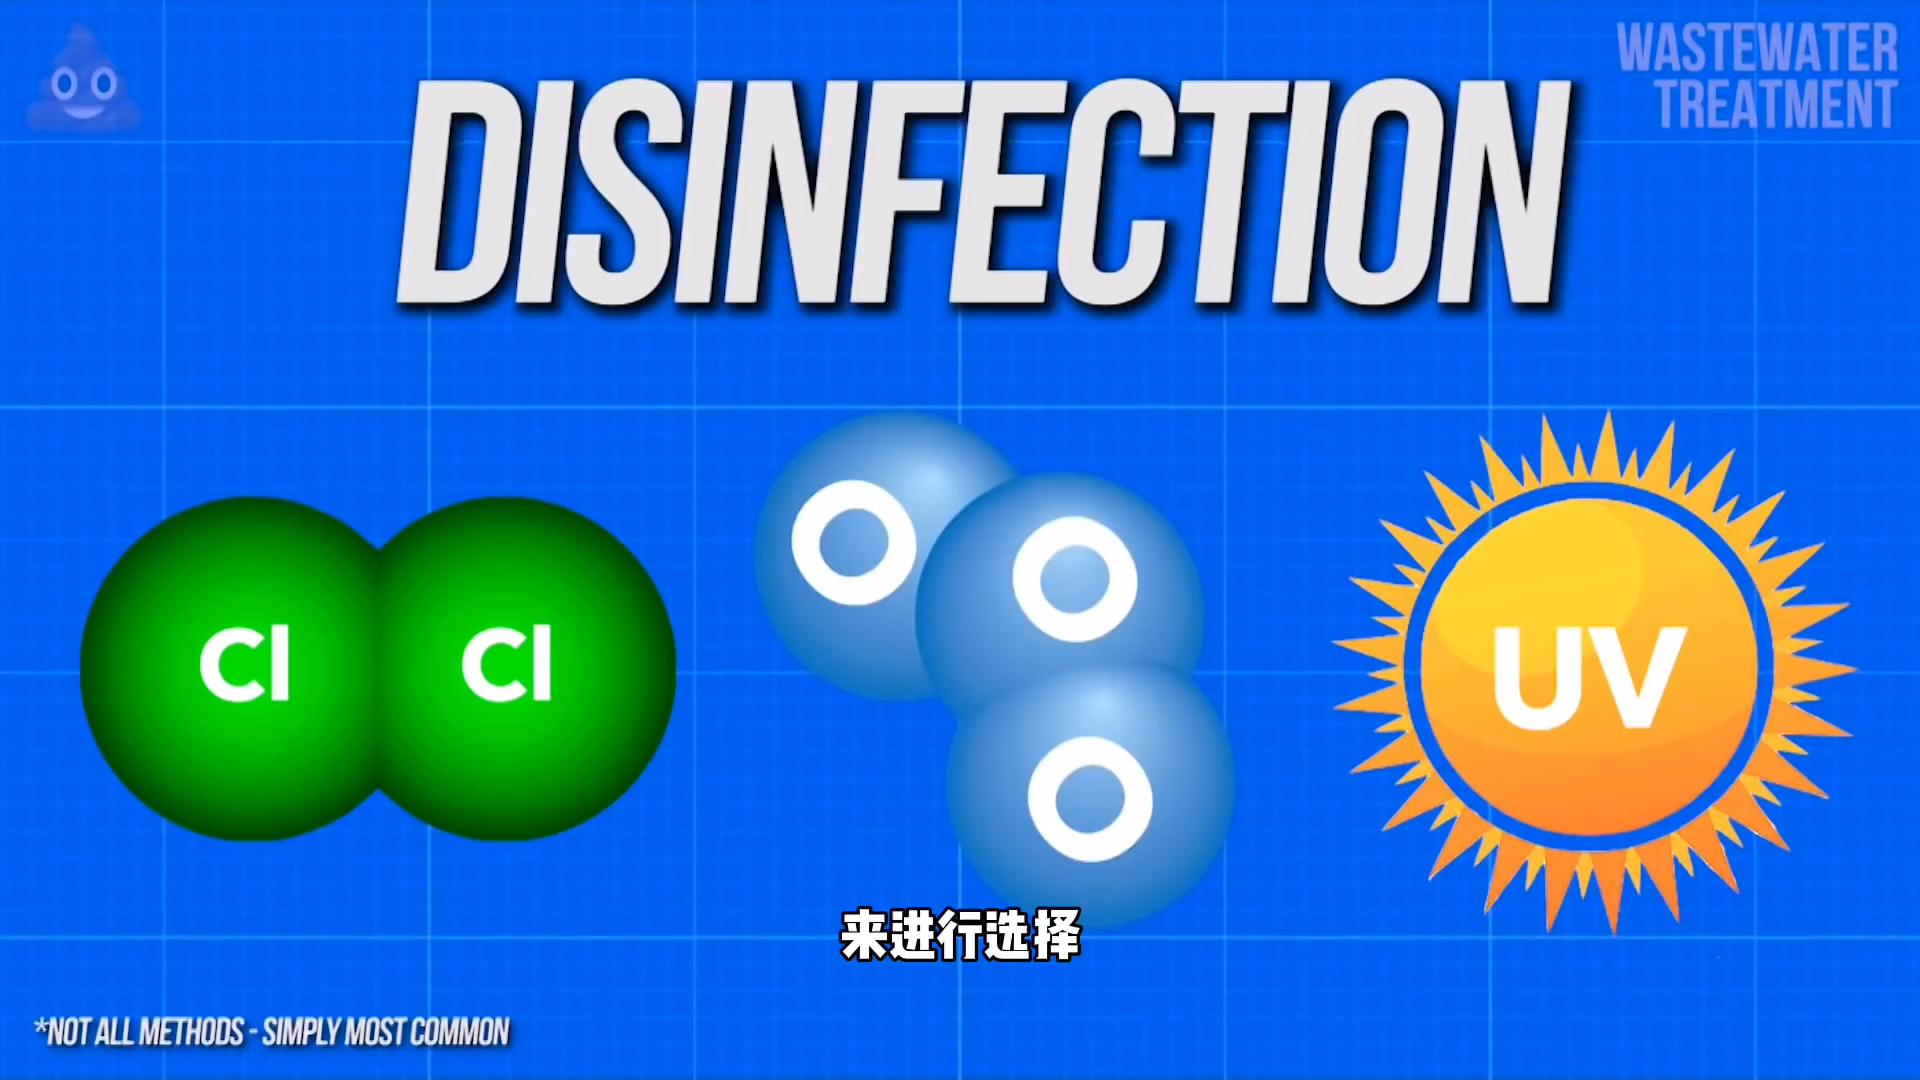 WASTEWATER
TREATMENT
DISINFECTION
Cl Cl
O O
O
UV
来进行选择
*NOT ALL METHODS - SIMPLY MOST COMMON